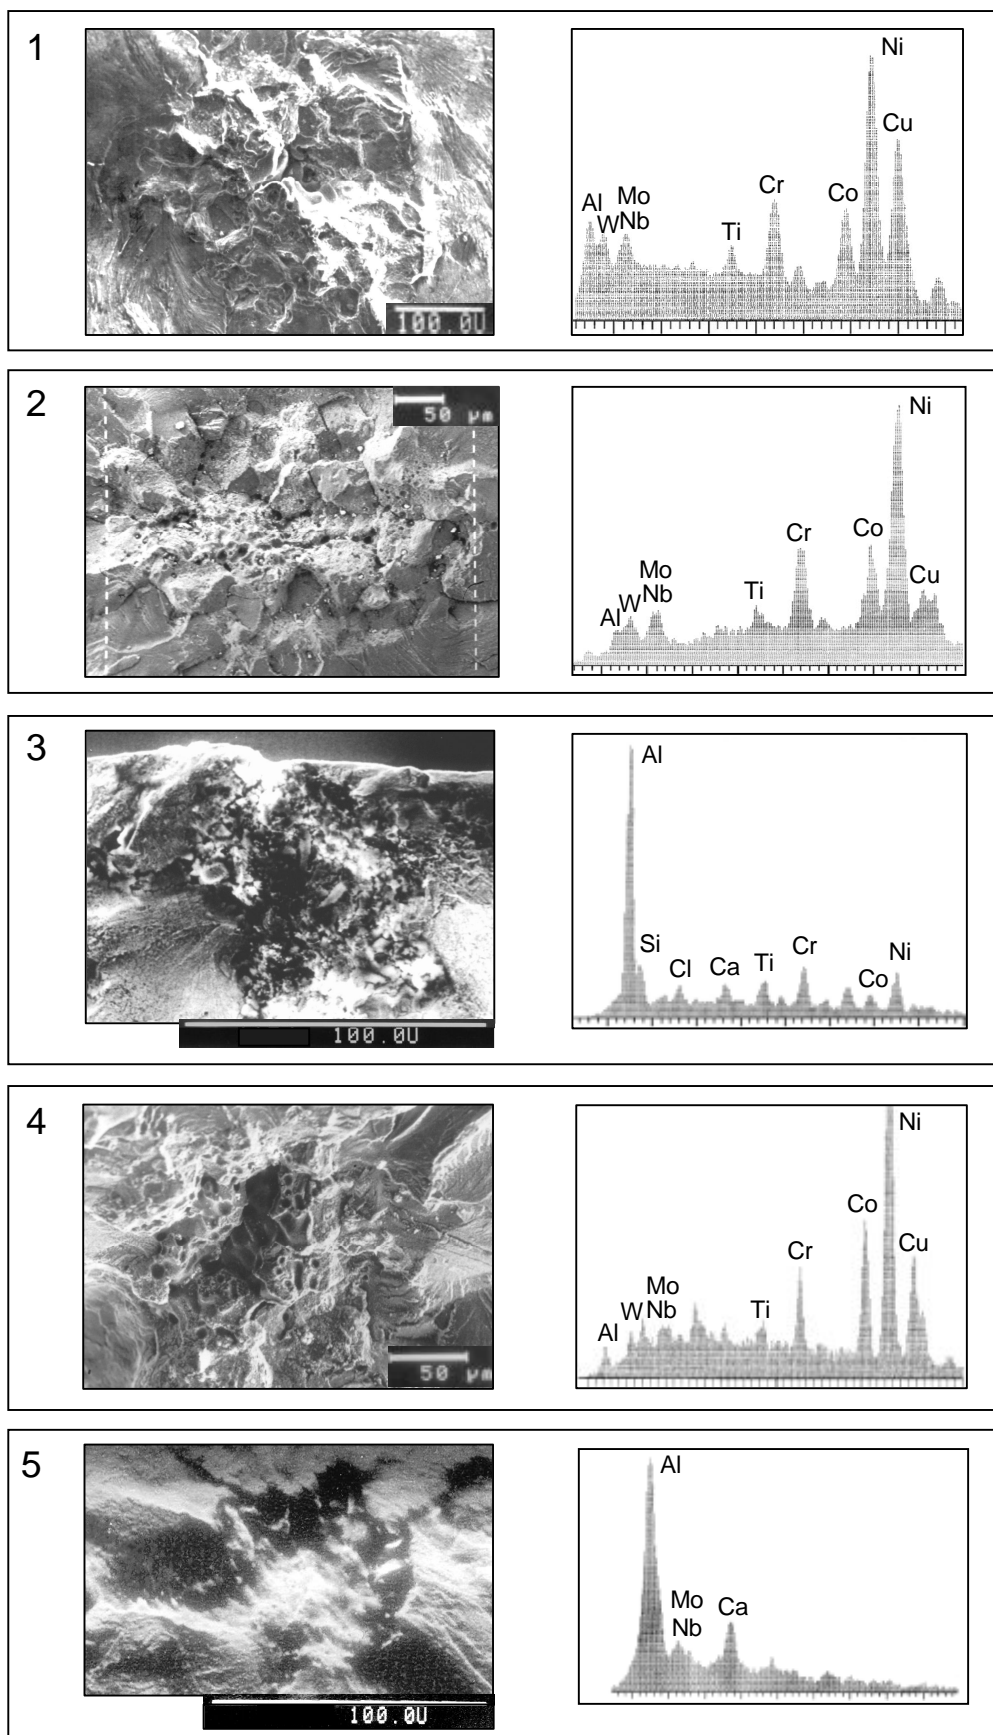 1
Ni
Cu
Cr
Co
Mo
Al
W
Nb
Ti
100.0U
2
50 µm
Ni
Cr
Co
Mo
Nb
Ti
Cu
W
Al
3
Al
Si
Cl
Ca
Ti
Cr
Co
Ni
100.0U
4
Ni
Co
Cu
Cr
Mo
Nb
W
Ti
Al
50 µm
5
Al
Mo
Nb
Ca
100.0U